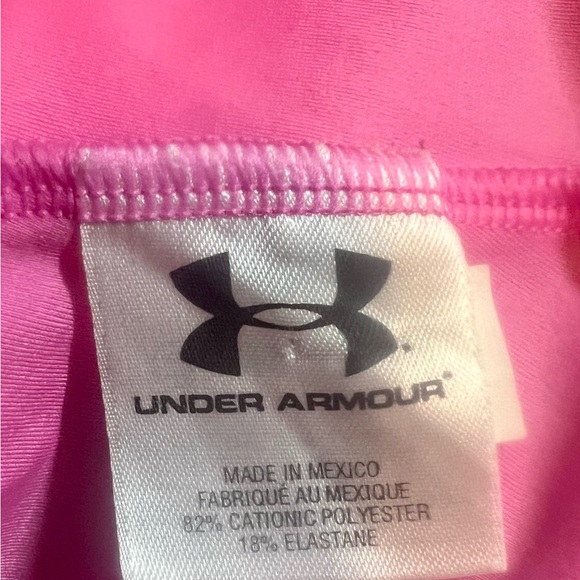 UNDER ARMOUR®
MADE IN MEXICO
FABRIQUÉ AU MEXIQUE
82% CATIONIC POLYESTER
18% ELASTANE